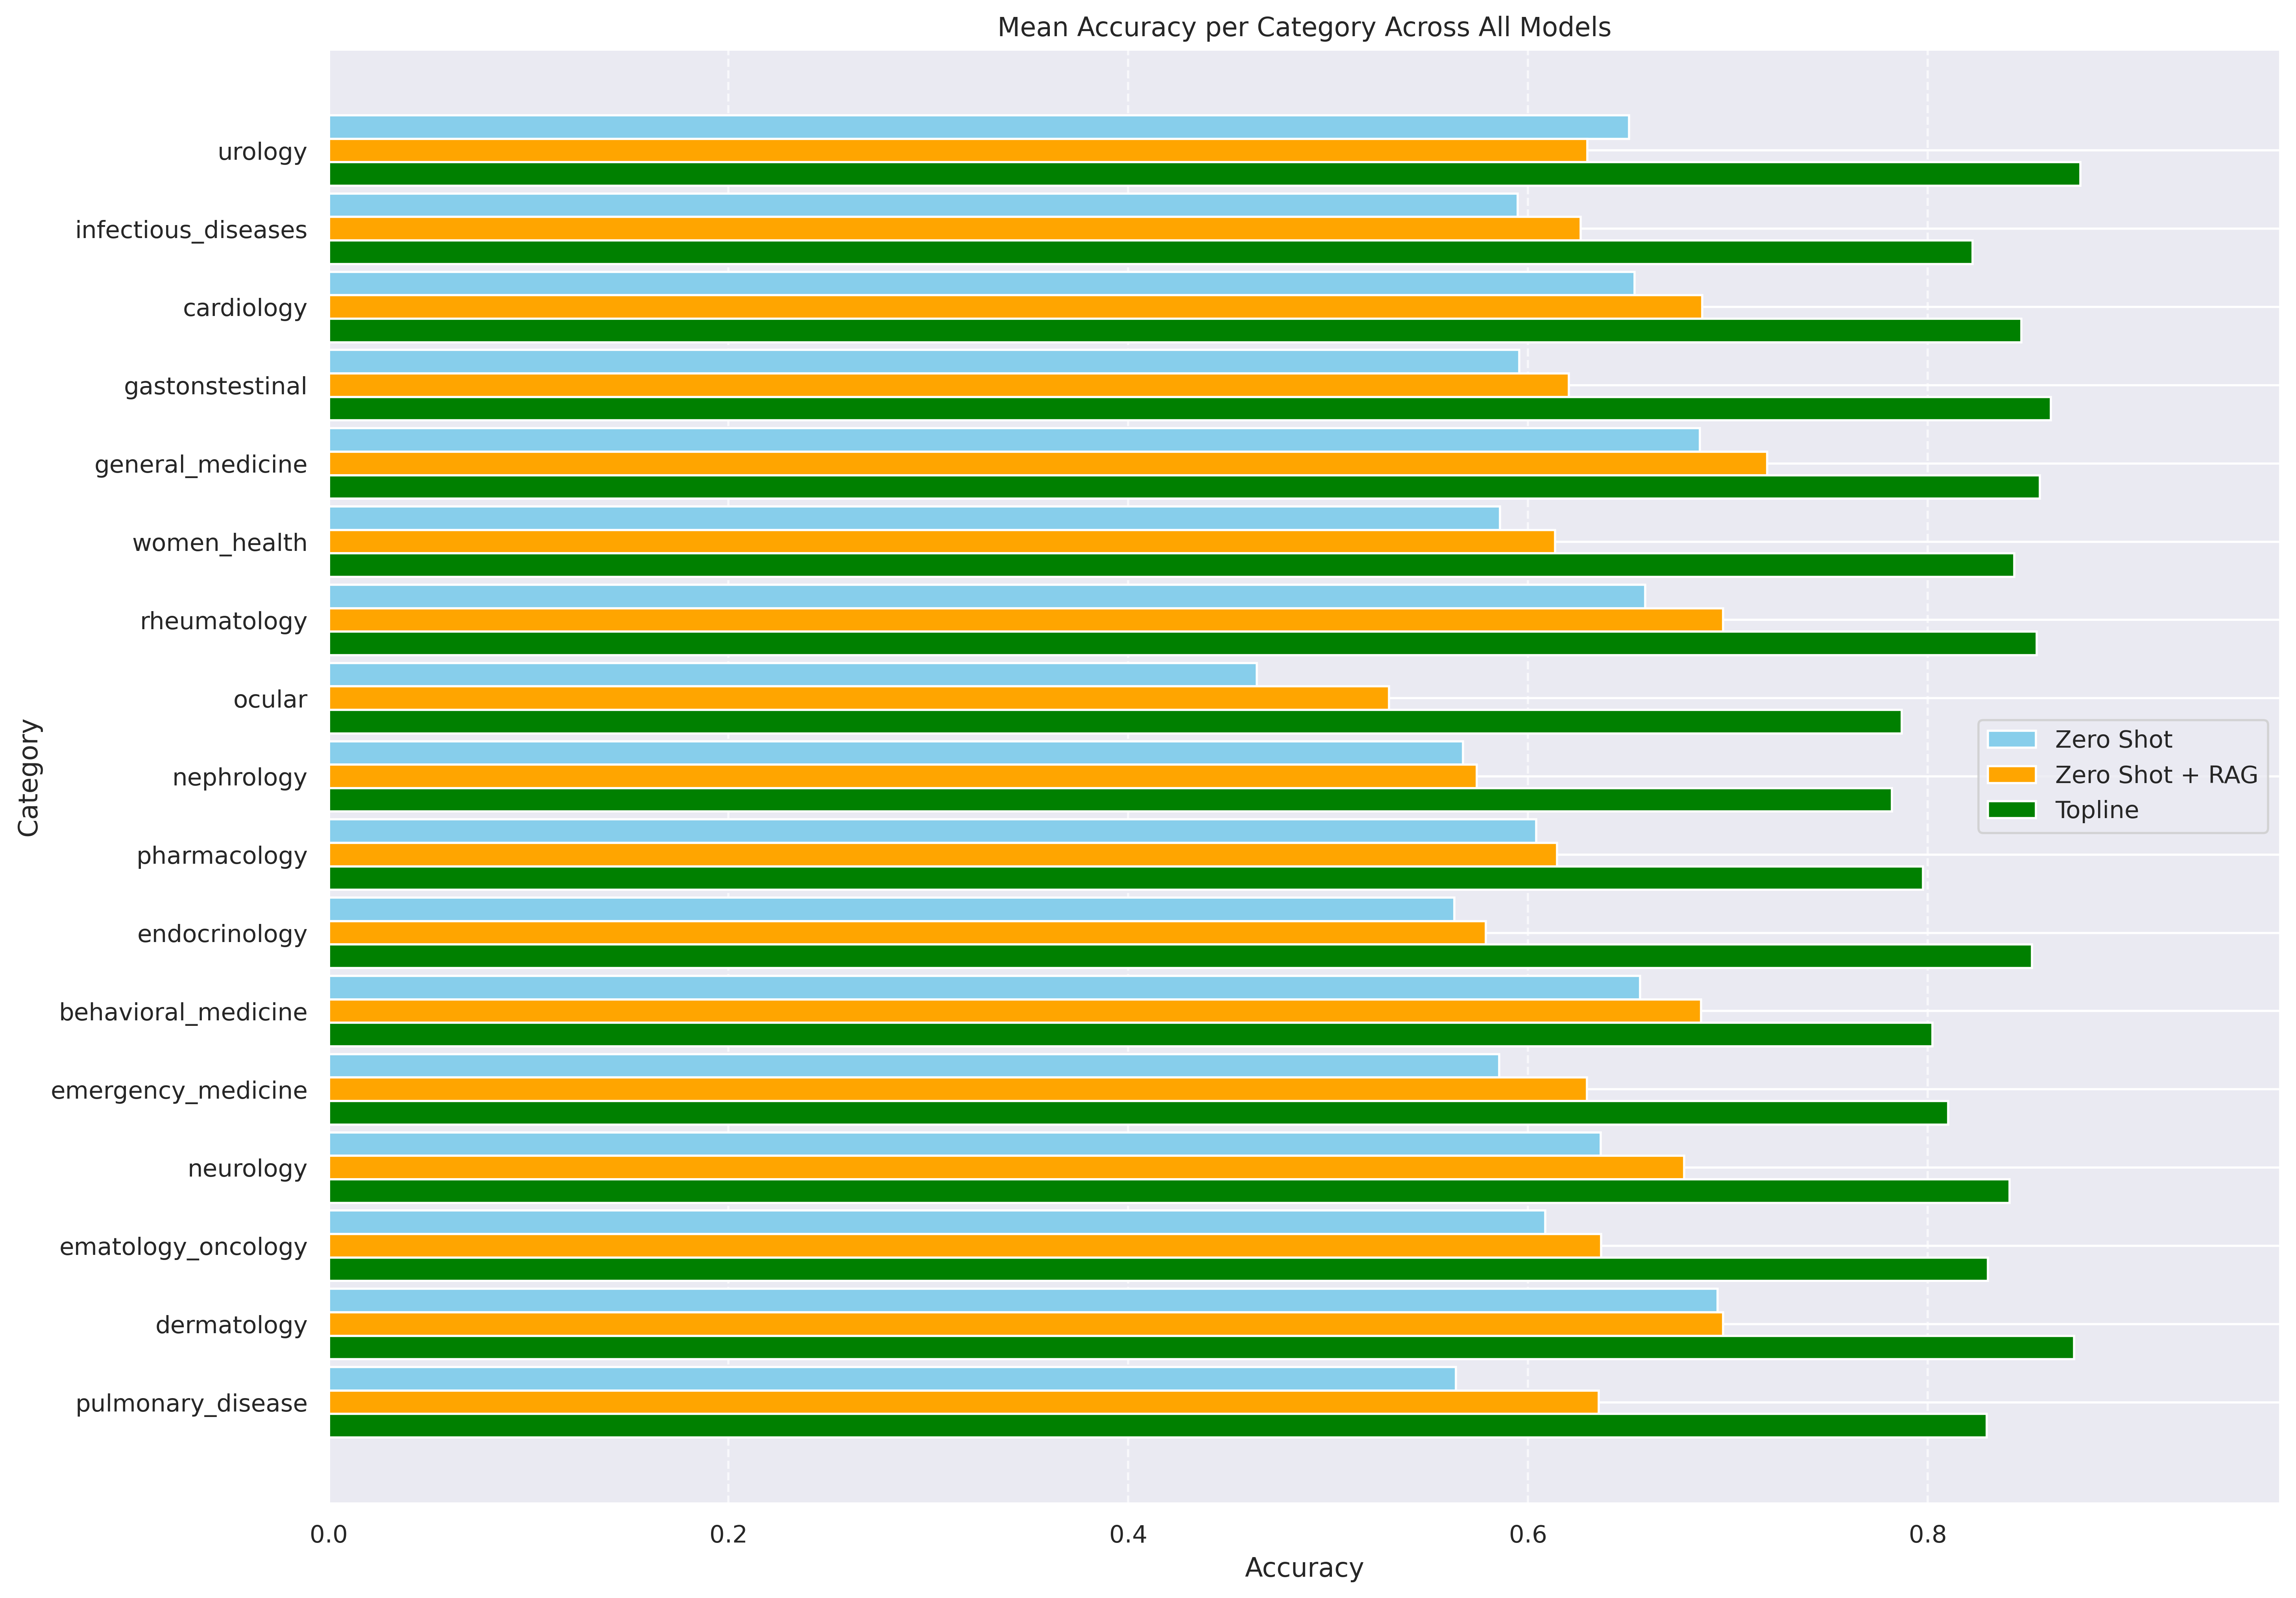 Mean Accuracy per Category Across All Models
urology
infectious_diseases
cardiology
gastonstestinal
general_medicine
women_health
rheumatology
ocular
nephrology
pharmacology
endocrinology
behavioral_medicine
emergency_medicine
neurology
ematology_oncology
dermatology
pulmonary_disease
Category
Zero Shot
Zero Shot + RAG
Topline
0.0 0.2 0.4 0.6 0.8
Accuracy